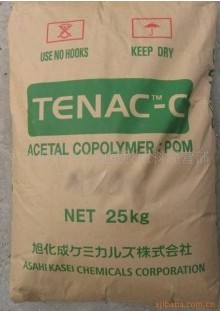 USE NO HOOKS
KEEP DRY
TENAC™-C
ACETAL COPOLYMER POM
NET 25kg
旭化成ケミカルズ株式会社
ASAHI KASEI CHEMICALS CORPORATION